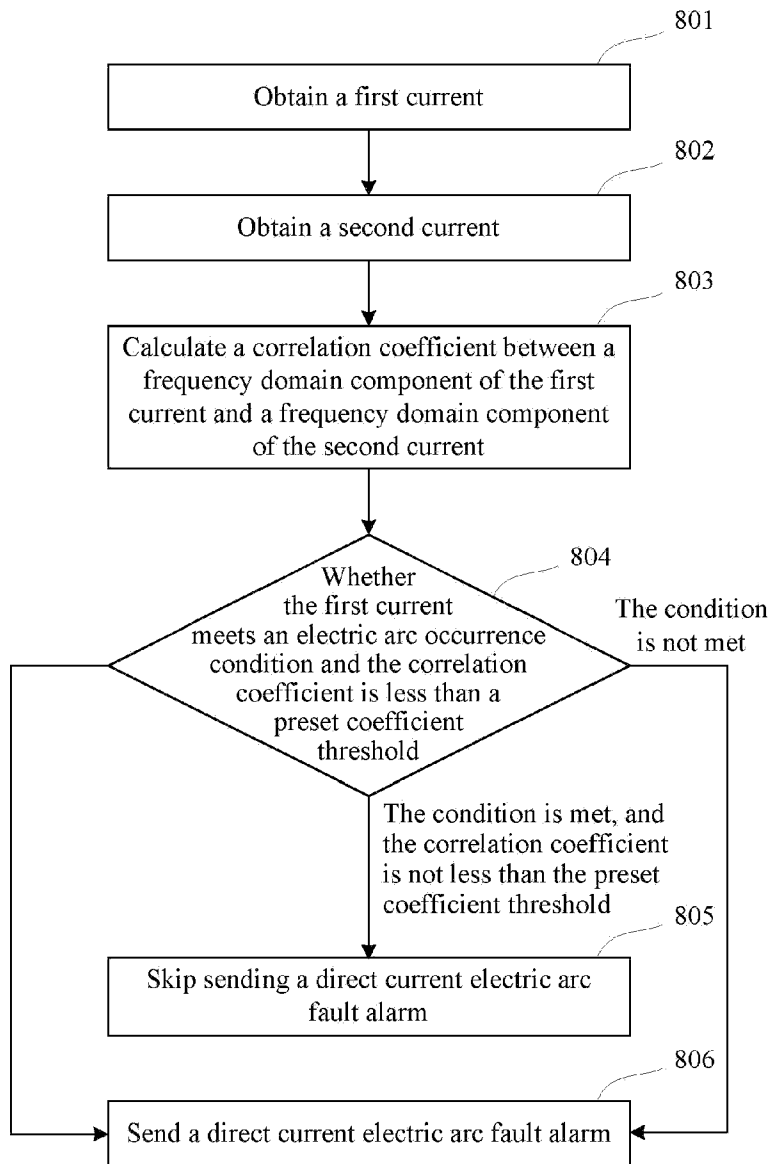 801
Obtain a first current
802
Obtain a second current
803
Calculate a correlation coefficient between a
frequency domain component of the first
current and a frequency domain component
of the second current
804
Whether
the first current
meets an electric arc occurrence
condition and the correlation
coefficient is less than a
preset coefficient
threshold
The condition
is not met
The condition is met, and
the correlation coefficient
is not less than the preset
coefficient threshold
805
Skip sending a direct current electric arc
fault alarm
806
Send a direct current electric arc fault alarm